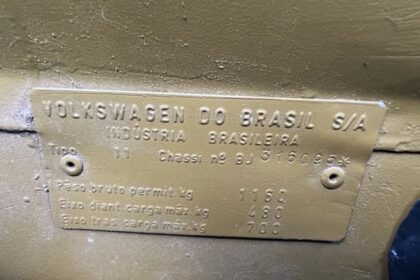 VOLKSWAGEN DO BRASIL S/A
INDÚSTRIA BRASILEIRA
Tipo 11 Chassi nº BJ 315095*
Peso bruto permit kg 1160
Eixo diant carga máx. kg 480
Eixo tras carga máx. kg 700